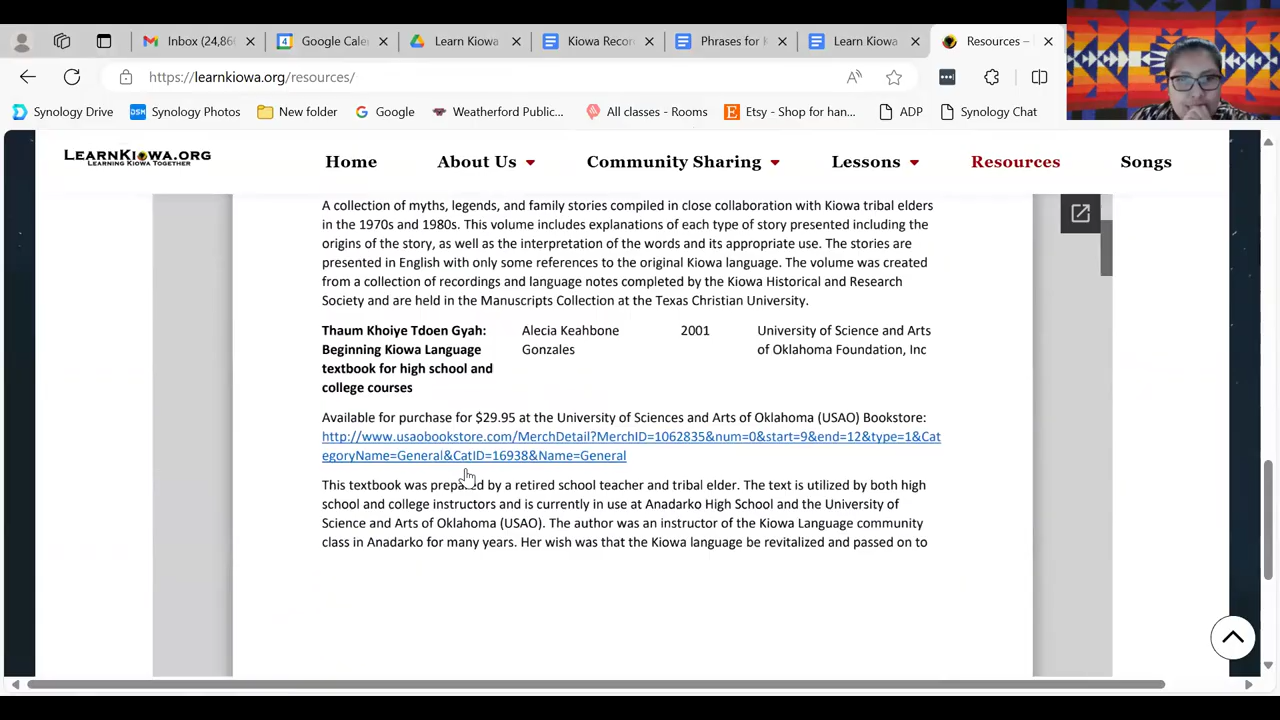 Inbox (24,86
Google Cale
Learn Kiowa
Kiowa Reco
Phrases for
Learn Kiowa
Resources –
https://learnkiowa.org/resources/
Synology Drive
Synology Photos
New folder
Google
Weatherford Public...
All classes - Rooms
Etsy - Shop for han...
ADP
Synology Chat
LEARNKIOWA.ORG
LEARNING KIOWA TOGETHER
Home
About Us
Community Sharing
Lessons
Resources
Songs
A collection of myths, legends, and family stories compiled in close collaboration with Kiowa tribal elders
in the 1970s and 1980s. This volume includes explanations of each type of story presented including the
origins of the story, as well as the interpretation of the words and its appropriate use. The stories are
presented in English with only some references to the original Kiowa language. The volume was created
from a collection of recordings and language notes completed by the Kiowa Historical and Research
Society and are held in the Manuscripts Collection at the Texas Christian University.
Thaum Khoiye Tdoen Gyah:
Beginning Kiowa Language
textbook for high school and
college courses
Alecia Keahbone
Gonzales
2001
University of Science and Arts
of Oklahoma Foundation, Inc
Available for purchase for $29.95 at the University of Sciences and Arts of Oklahoma (USAO) Bookstore:
http://www.usaobookstore.com/MerchDetail?MerchID=1062835&num=0&start=9&end=12&type=1&Cat
egoryName=General&CatID=16938&Name=General
This textbook was prepared by a retired school teacher and tribal elder. The text is utilized by both high
school and college instructors and is currently in use at Anadarko High School and the University of
Science and Arts of Oklahoma (USAO). The author was an instructor of the Kiowa Language community
class in Anadarko for many years. Her wish was that the Kiowa language be revitalized and passed on to